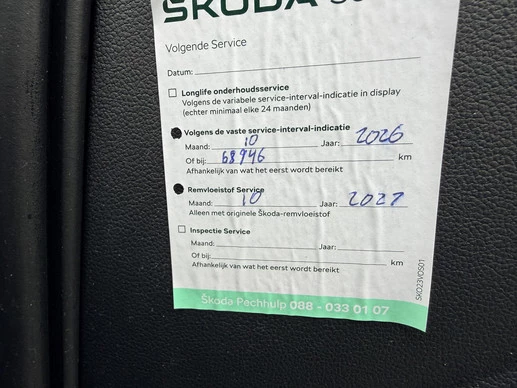 ŠKODA
Volgende Service
Datum:
Longlife onderhoudsservice
Volgens de variabele service-interval-indicatie in display
(echter minimaal elke 24 maanden)
Volgens de vaste service-interval-indicatie
Maand: 10 Jaar: 2026
Of bij: 68946 km
Afhankelijk van wat het eerst wordt bereikt
Remvloeistof Service
Maand: 10 Jaar: 2027
Alleen met originele Škoda-remvloeistof
Inspectie Service
Maand: Jaar:
Of bij: km
Afhankelijk van wat het eerst wordt bereikt
Škoda Pechhulp 088 - 033 01 07